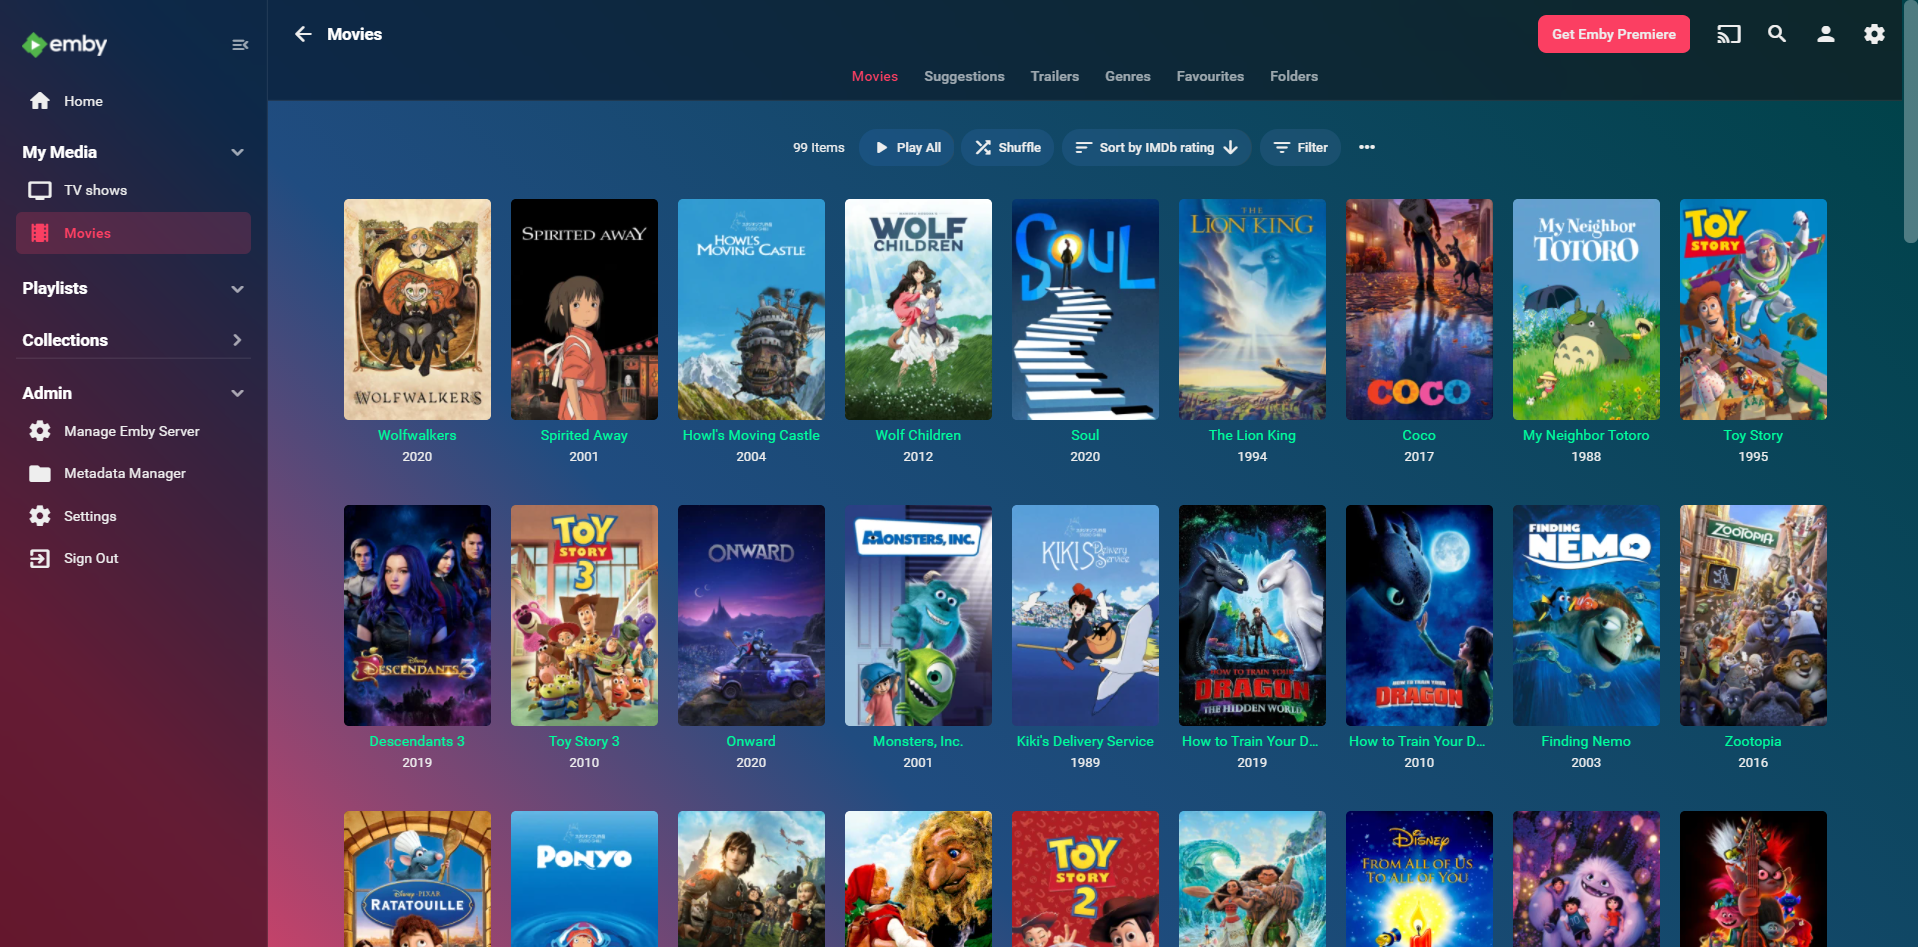 emby
Movies
Get Emby Premiere
Movies Suggestions Trailers Genres Favourites Folders
Home
My Media
TV shows
Movies
Playlists
Collections
Admin
Manage Emby Server
Metadata Manager
Settings
Sign Out
99 Items Play All Shuffle Sort by IMDb rating Filter
WOLFWALKERS
SPIRITED AWAY
HOWL'S
MOVING CASTLE
WOLF
CHILDREN
SOUL
THE
LION KING
COCO
My Neighbor
TOTORO
TOY
STORY
Wolfwalkers Spirited Away Howl's Moving Castle Wolf Children Soul The Lion King Coco My Neighbor Totoro Toy Story
2020 2001 2004 2012 2020 1994 2017 1988 1995
Disney
DESCENDANTS 3
TOY
STORY
3
ONWARD
MONSTERS, INC.
KIKI'S Delivery
Service
HOW TO TRAIN YOUR
DRAGON
THE HIDDEN WORLD
HOW TO TRAIN YOUR
DRAGON
FINDING
NEMO
ZOOTOPIA
Descendants 3 Toy Story 3 Onward Monsters, Inc. Kiki's Delivery Service How to Train Your D... How to Train Your D... Finding Nemo Zootopia
2019 2010 2020 2001 1989 2019 2010 2003 2016
Disney PIXAR
RATATOUILLE
PONYO
TOY
STORY
2
DISNEY
FROM ALL OF US
TO ALL OF YOU